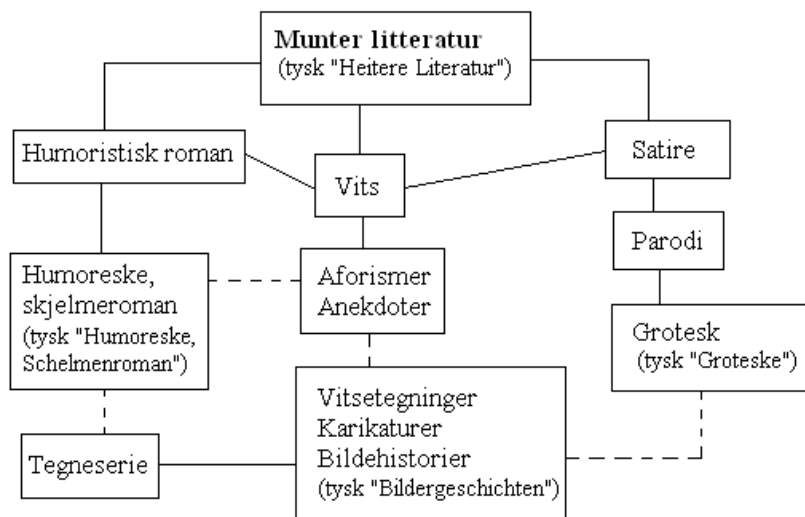 Munter litteratur
(tysk "Heitere Literatur")
Humoristisk roman
Vits
Satire
Parodi
Humoreske,
skjelmeroman
(tysk "Humoreske,
Schelmenroman")
Aforismer
Anekdoter
Grotesk
(tysk "Groteske")
Tegneserie
Vitsetegninger
Karikaturer
Bildehistorier
(tysk "Bildergeschichten")